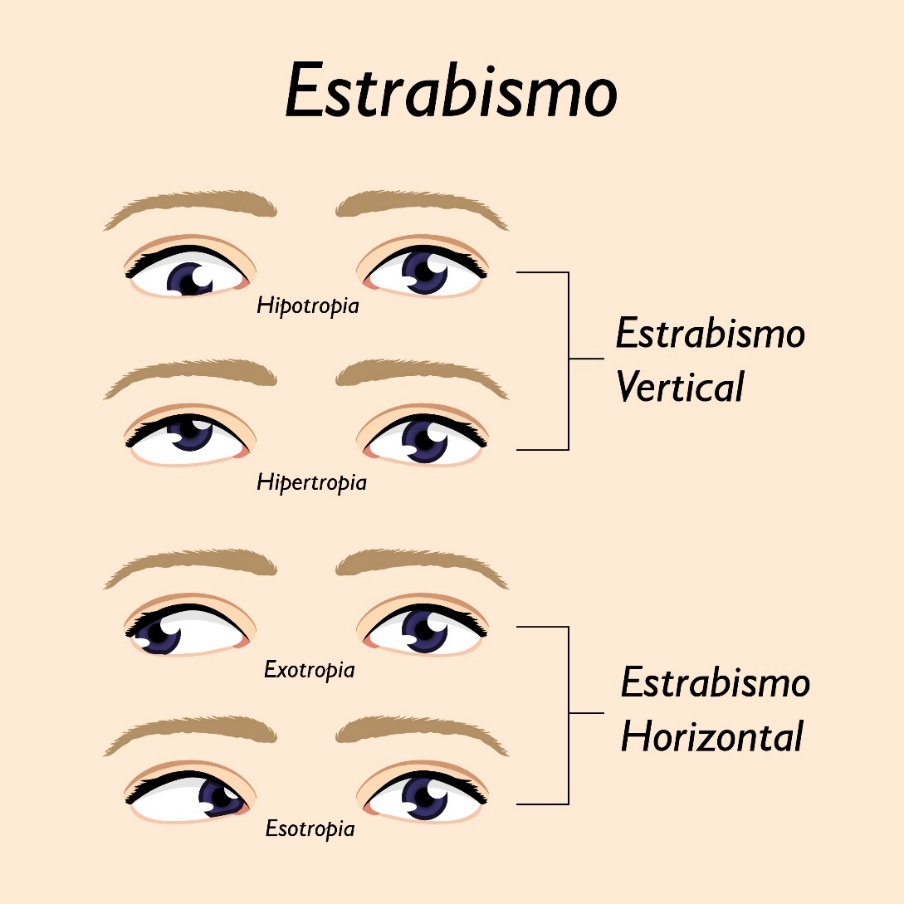 Estrabismo
Hipotropia
Hipertropia
Estrabismo
Vertical
Exotropia
Esotropia
Estrabismo
Horizontal